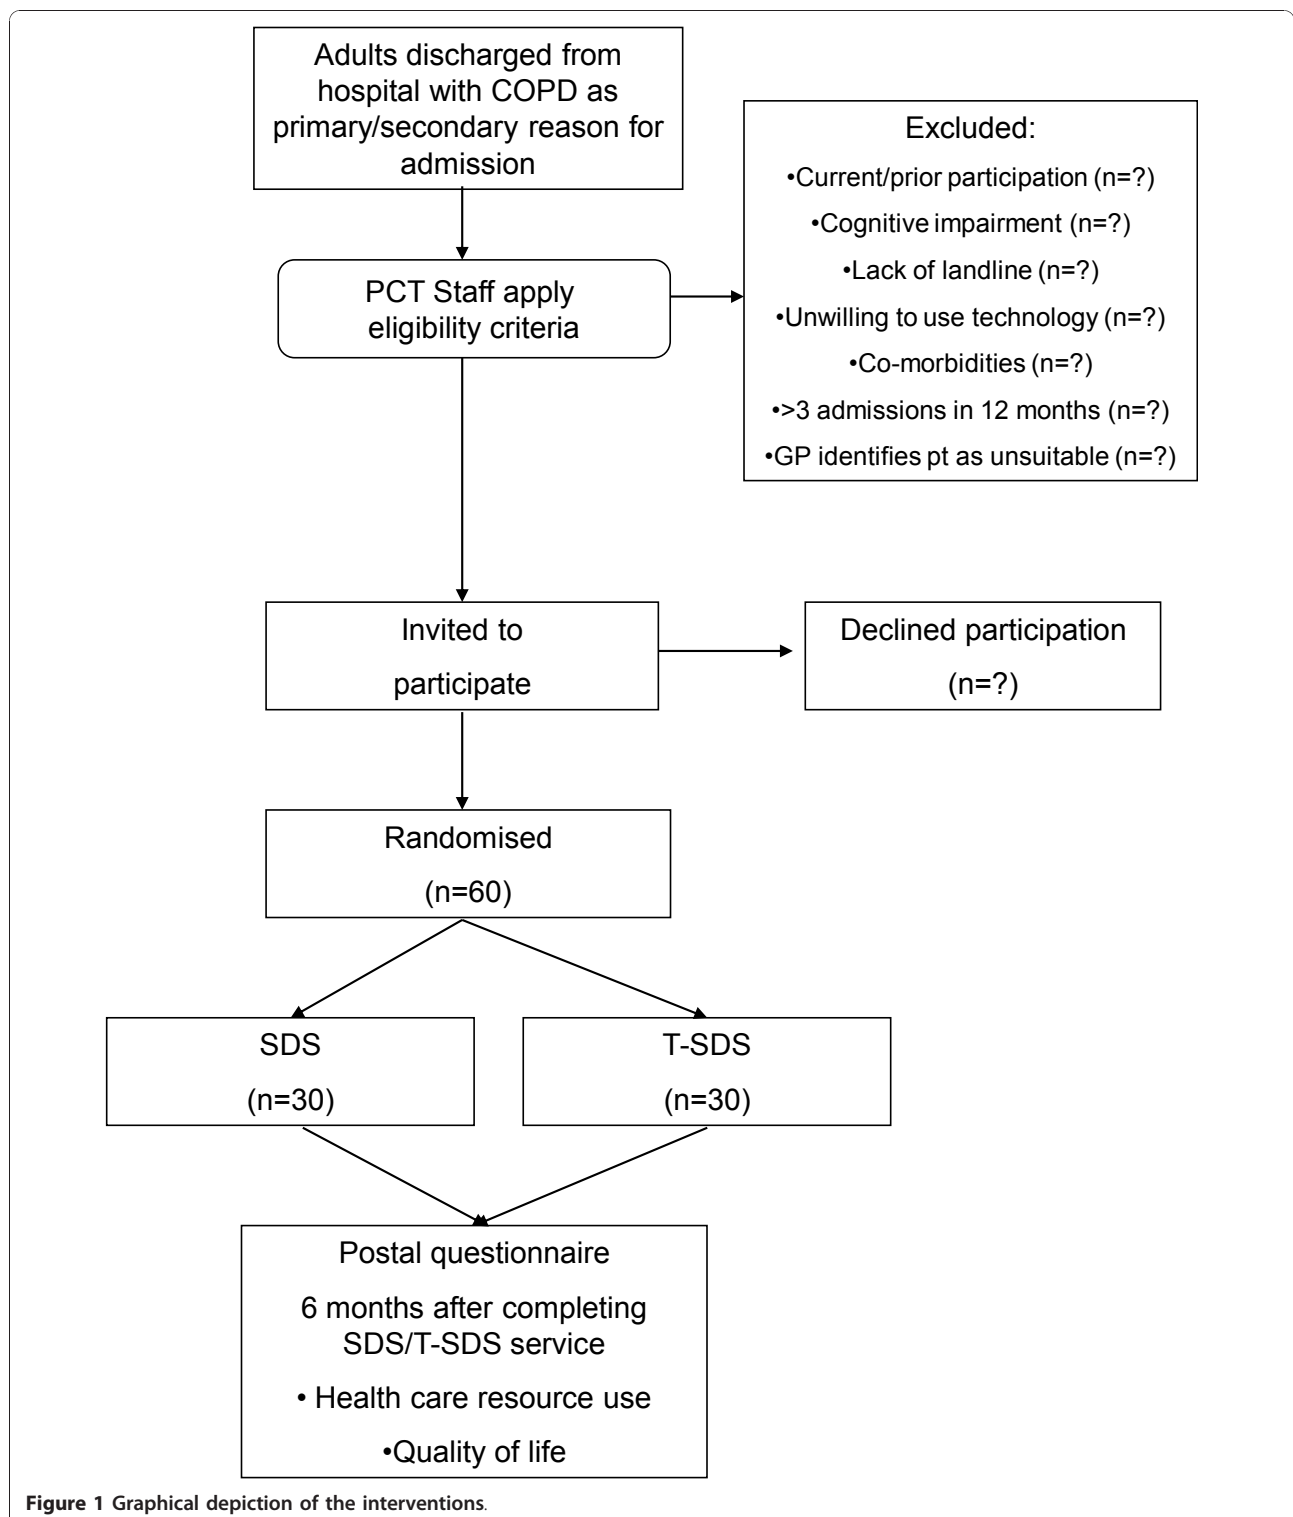 Adults discharged from
hospital with COPD as
primary/secondary reason for
admission
Excluded:
•Current/prior participation (n=?)
•Cognitive impairment (n=?)
•Lack of landline (n=?)
•Unwilling to use technology (n=?)
•Co-morbidities (n=?)
•>3 admissions in 12 months (n=?)
•GP identifies pt as unsuitable (n=?)
PCT Staff apply
eligibility criteria
Invited to
participate
Declined participation
(n=?)
Randomised
(n=60)
SDS
(n=30)
T-SDS
(n=30)
Postal questionnaire
6 months after completing
SDS/T-SDS service
• Health care resource use
•Quality of life
Figure 1 Graphical depiction of the interventions.